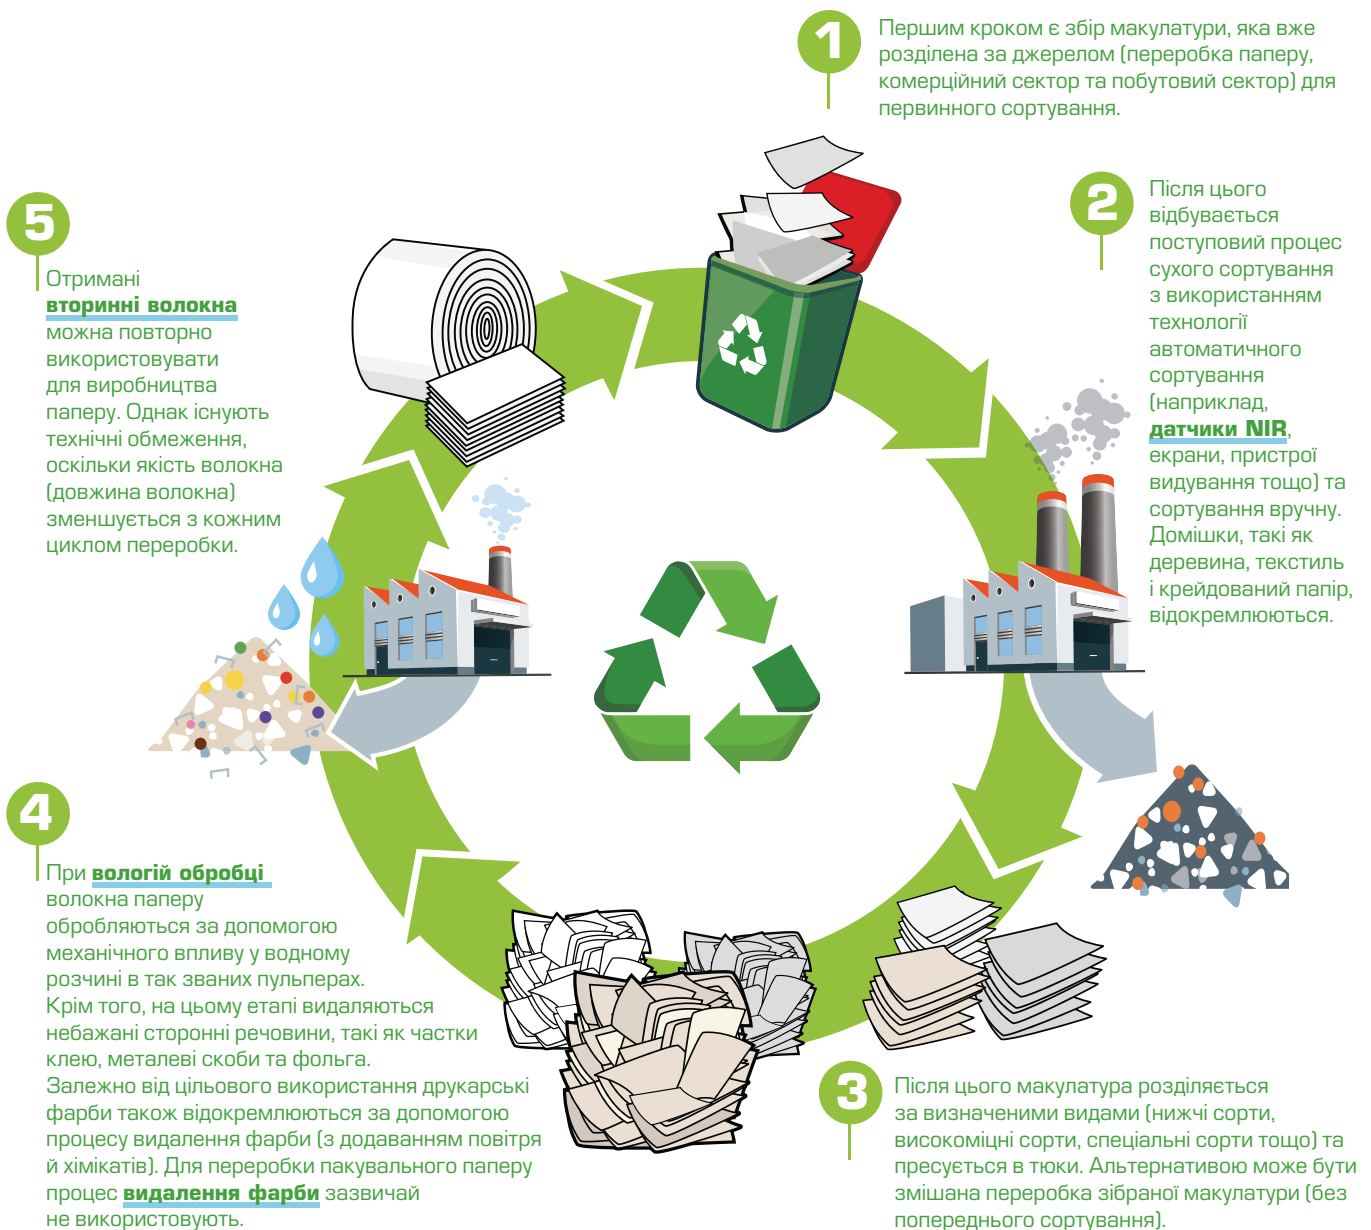 1
Першим кроком є збір макулатури, яка вже
розділена за джерелом (переробка паперу,
комерційний сектор та побутовий сектор) для
первинного сортування.
2
Після цього
відбувається
поступовий процес
сухого сортування
з використанням
технології
автоматичного
сортування
(наприклад,
датчики NIR,
екрани, пристрої
видування тощо) та
сортування вручну.
Домішки, такі як
деревина, текстиль
і крейдований папір,
відокремлюються.
3
Після цього макулатура розділяється
за визначеними видами (нижчі сорти,
високоміцні сорти, спеціальні сорти тощо) та
пресується в тюки. Альтернативою може бути
змішана переробка зібраної макулатури (без
попереднього сортування).
4
При вологій обробці
волокна паперу
обробляються за допомогою
механічного впливу у водному
розчині в так званих пульперах.
Крім того, на цьому етапі видаляються
небажані сторонні речовини, такі як частки
клею, металеві скоби та фольга.
Залежно від цільового використання друкарські
фарби також відокремлюються за допомогою
процесу видалення фарби (з додаванням повітря
й хімікатів). Для переробки пакувального паперу
процес видалення фарби зазвичай
не використовують.
5
Отримані
вторинні волокна
можна повторно
використовувати
для виробництва
паперу. Однак існують
технічні обмеження,
оскільки якість волокна
(довжина волокна)
зменшується з кожним
циклом переробки.